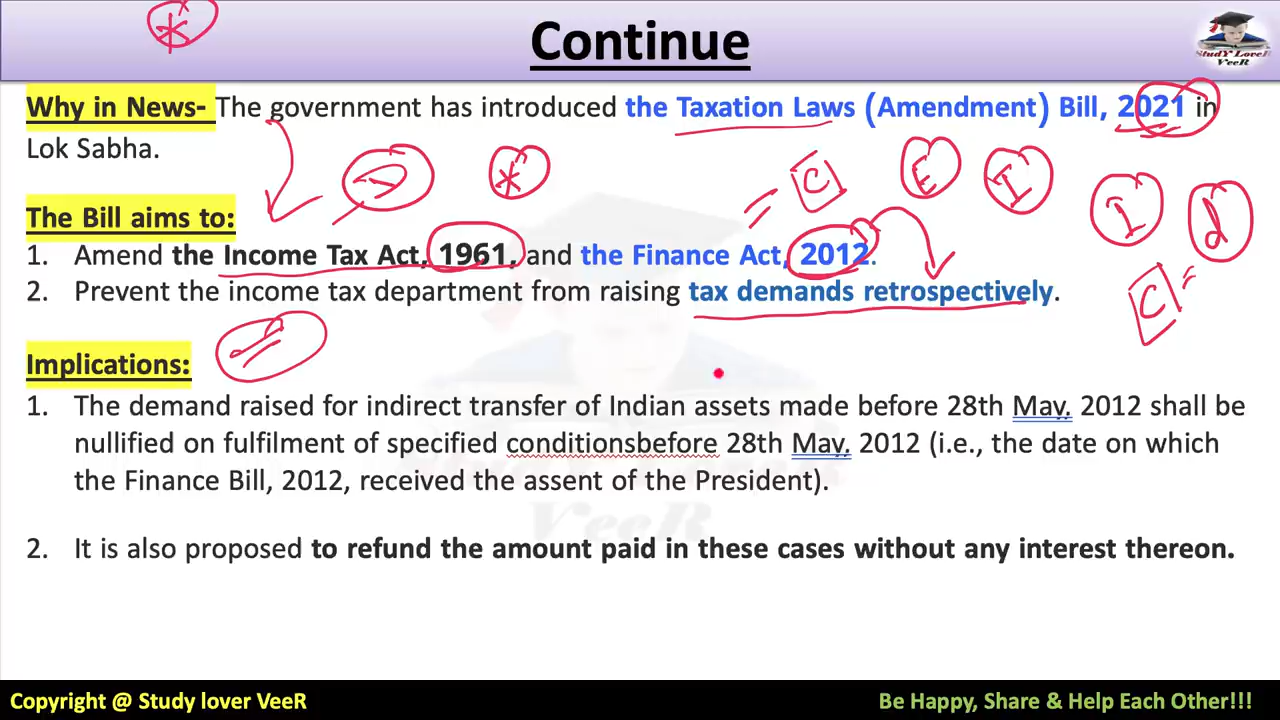 Continue
StudY LoveR
VeeR
Why in News- The government has introduced the Taxation Laws (Amendment) Bill, 2021 in
Lok Sabha.
* * C E I I d
The Bill aims to:
1. Amend the Income Tax Act, 1961, and the Finance Act, 2012.
2. Prevent the income tax department from raising tax demands retrospectively.
C
Implications:
1. The demand raised for indirect transfer of Indian assets made before 28th May, 2012 shall be
nullified on fulfilment of specified conditionsbefore 28th May, 2012 (i.e., the date on which
the Finance Bill, 2012, received the assent of the President).
VeeR
2. It is also proposed to refund the amount paid in these cases without any interest thereon.
Copyright @ Study lover VeeR
Be Happy, Share & Help Each Other!!!